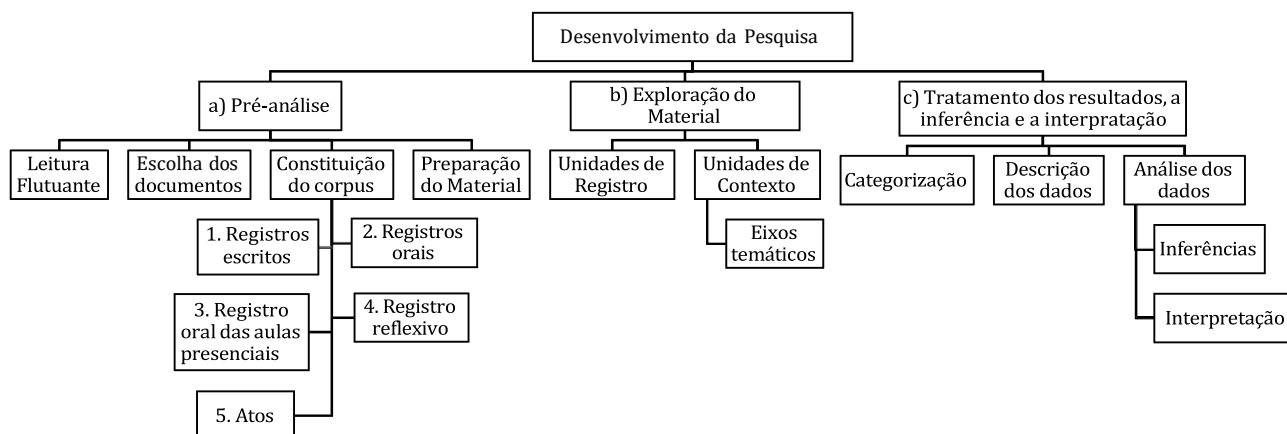 Desenvolvimento da Pesquisa
a) Pré-análise
b) Exploração do
Material
c) Tratamento dos resultados, a
inferência e a interpratação
Leitura
Flutuante
Escolha dos
documentos
Constituição
do corpus
Preparação
do Material
Unidades de
Registro
Unidades de
Contexto
Categorização
Descrição
dos dados
Análise dos
dados
1. Registros
escritos
2. Registros
orais
Eixos
temáticos
Inferências
3. Registro
oral das aulas
presenciais
4. Registro
reflexivo
Interpretação
5. Atos